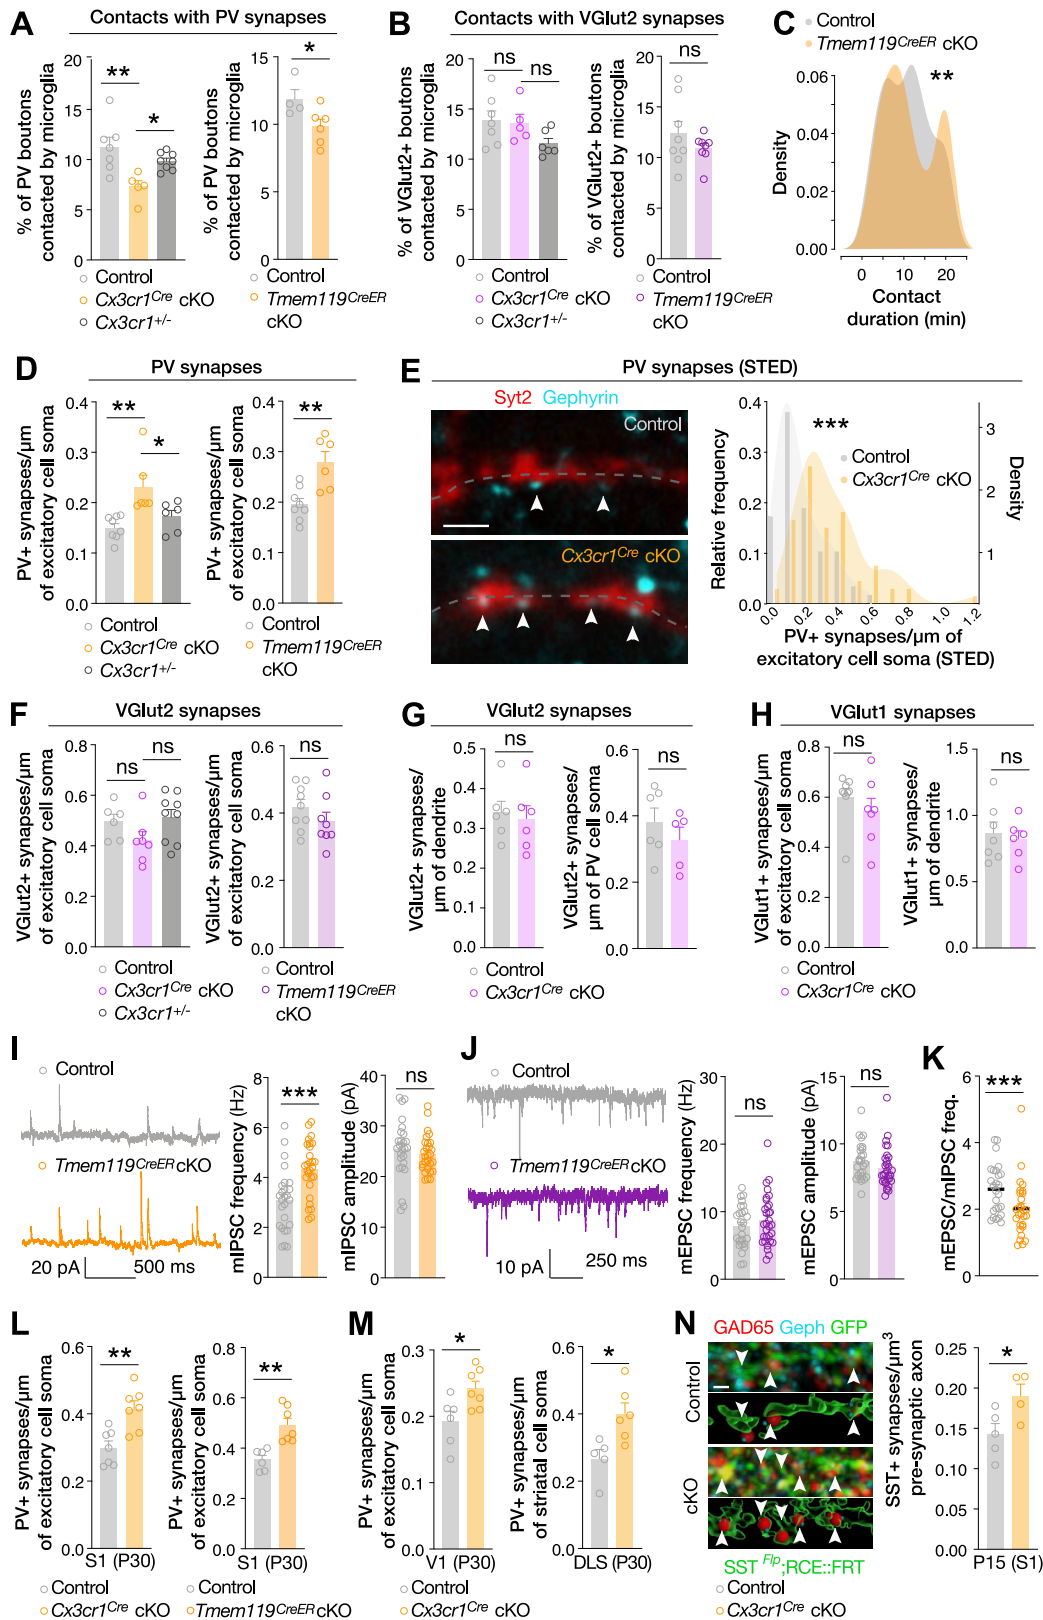 A
Contacts with PV synapses
% of PV boutons
contacted by microglia
20
15
10
5
0
**
*
Control
Cx3cr1Cre cKO
Cx3cr1+/-
% of PV boutons
contacted by microglia
15
10
5
0
*
Control
Tmem119CreER
cKO
B
Contacts with VGlut2 synapses
% of VGlut2+ boutons
contacted by microglia
20
15
10
5
0
ns
ns
Control
Cx3cr1Cre cKO
Cx3cr1+/-
% of VGlut2+ boutons
contacted by microglia
20
15
10
5
0
ns
Control
Tmem119CreER
cKO
C
Control
Tmem119CreER cKO
Density
0.06
0.04
0.02
0.00
**
0
10
20
Contact
duration (min)
D
PV synapses
PV+ synapses/µm
of excitatory cell soma
0.4
0.3
0.2
0.1
0.0
**
*
Control
Cx3cr1Cre cKO
Cx3cr1+/-
PV+ synapses/µm
of excitatory cell soma
0.4
0.3
0.2
0.1
0.0
**
Control
Tmem119CreER
cKO
E
PV synapses (STED)
Syt2 Gephyrin
Control
Cx3cr1Cre cKO
Relative frequency
0.4
0.3
0.2
0.1
0.0
***
Control
Cx3cr1Cre cKO
3
2
1
Density
0.0
0.2
0.4
0.6
0.8
1.0
1.2
PV+ synapses/µm of
excitatory cell soma (STED)
F
VGlut2 synapses
VGlut2+ synapses/µm
of excitatory cell soma
0.8
0.6
0.4
0.2
0.0
ns
ns
Control
Cx3cr1Cre cKO
Cx3cr1+/-
VGlut2+ synapses/µm
of excitatory cell soma
0.6
0.4
0.2
0.0
ns
Control
Tmem119CreER
cKO
G
VGlut2 synapses
VGlut2+ synapses/
µm of dendrite
0.5
0.4
0.3
0.2
0.1
0.0
ns
VGlut2+ synapses/
µm of PV cell soma
0.6
0.4
0.2
0.0
ns
Control
Cx3cr1Cre cKO
H
VGlut1 synapses
VGlut1+ synapses/µm
of excitatory cell soma
0.8
0.6
0.4
0.2
0.0
ns
VGlut1+ synapses/
µm of dendrite
1.5
1.0
0.5
0.0
ns
Control
Cx3cr1Cre cKO
I
Control
Tmem119CreER cKO
20 pA
500 ms
mIPSC frequency (Hz)
8
6
4
2
0
***
mIPSC amplitude (pA)
40
30
20
10
0
ns
J
Control
Tmem119CreER cKO
10 pA
250 ms
mEPSC frequency (Hz)
30
20
10
0
ns
mEPSC amplitude (pA)
15
10
5
0
ns
K
mEPSC/mIPSC freq.
6
4
2
0
***
L
PV+ synapses/µm
of excitatory cell soma
0.6
0.4
0.2
0.0
**
S1 (P30)
Control
Cx3cr1Cre cKO
PV+ synapses/µm
of excitatory cell soma
0.8
0.6
0.4
0.2
0.0
**
S1 (P30)
Control
Tmem119CreER cKO
M
PV+ synapses/µm
of excitatory cell soma
0.3
0.2
0.1
0.0
*
V1 (P30)
PV+ synapses/µm
of striatal cell soma
0.6
0.4
0.2
0.0
*
DLS (P30)
Control
Cx3cr1Cre cKO
N
GAD65 Geph GFP
Control
cKO
SST Flp;RCE::FRT
SST+ synapses/µm3
pre-synaptic axon
0.25
0.20
0.15
0.10
0.05
0.00
*
P15 (S1)
Control
Cx3cr1Cre cKO